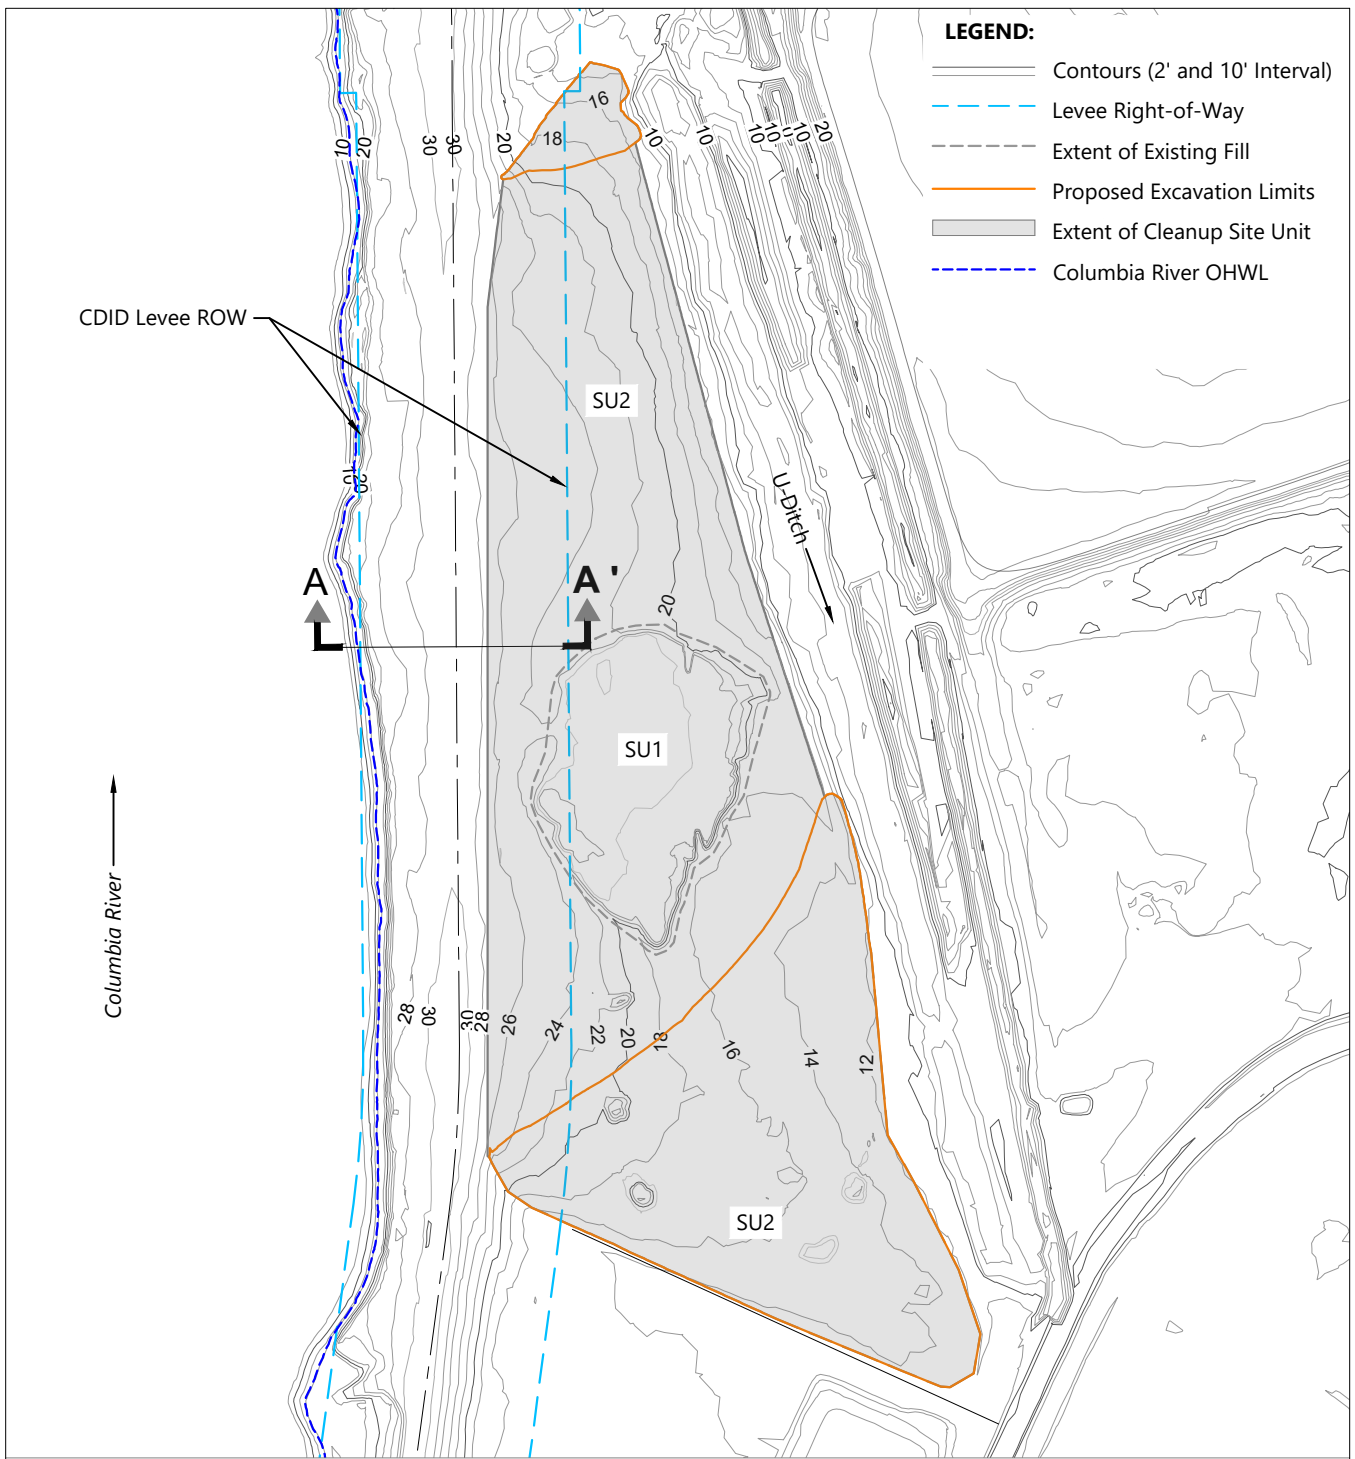 LEGEND:
Contours (2' and 10' Interval)
Levee Right-of-Way
Extent of Existing Fill
Proposed Excavation Limits
Extent of Cleanup Site Unit
Columbia River OHWL
16
18
10 20 30 30 20 10 10 10 10 10 20
CDID Levee ROW
SU2
10 20
U-Ditch
A A '
20
SU1
Columbia River
28 30 30 28 26 24 22 20 18 16 14 12
SU2